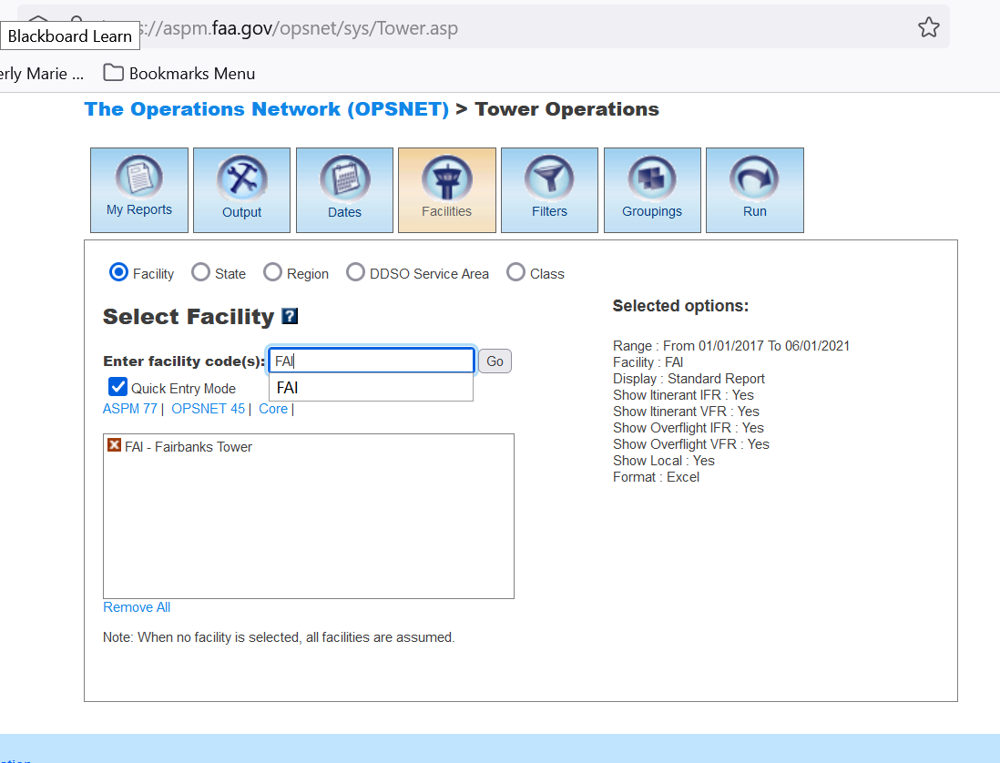 Blackboard Learn
://aspm.faa.gov/opsnet/sys/Tower.asp
erly Marie ... Bookmarks Menu
The Operations Network (OPSNET) > Tower Operations
My Reports Output Dates Facilities Filters Groupings Run
Facility State Region DDSO Service Area Class
Select Facility ?
Enter facility code(s): FAI Go
FAI
Quick Entry Mode
ASPM 77 | OPSNET 45 | Core |
FAI - Fairbanks Tower
Remove All
Note: When no facility is selected, all facilities are assumed.
Selected options:
Range : From 01/01/2017 To 06/01/2021
Facility : FAI
Display : Standard Report
Show Itinerant IFR : Yes
Show Itinerant VFR : Yes
Show Overflight IFR : Yes
Show Overflight VFR : Yes
Show Local : Yes
Format : Excel